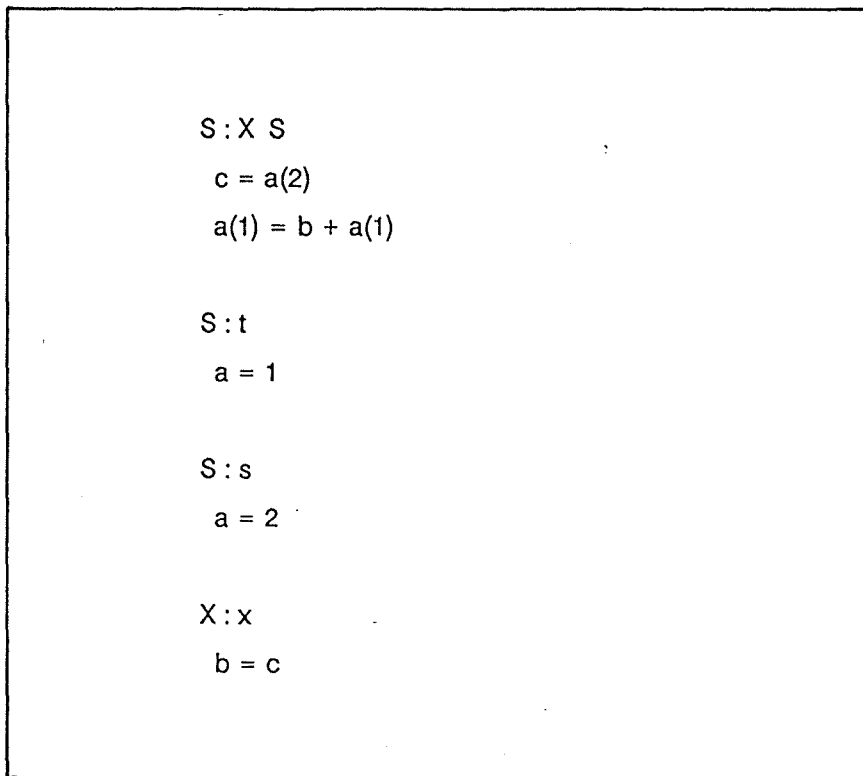 S : X S
c = a(2)
a(1) = b + a(1)
S : t
a = 1
S : s
a = 2
X : x
b = c